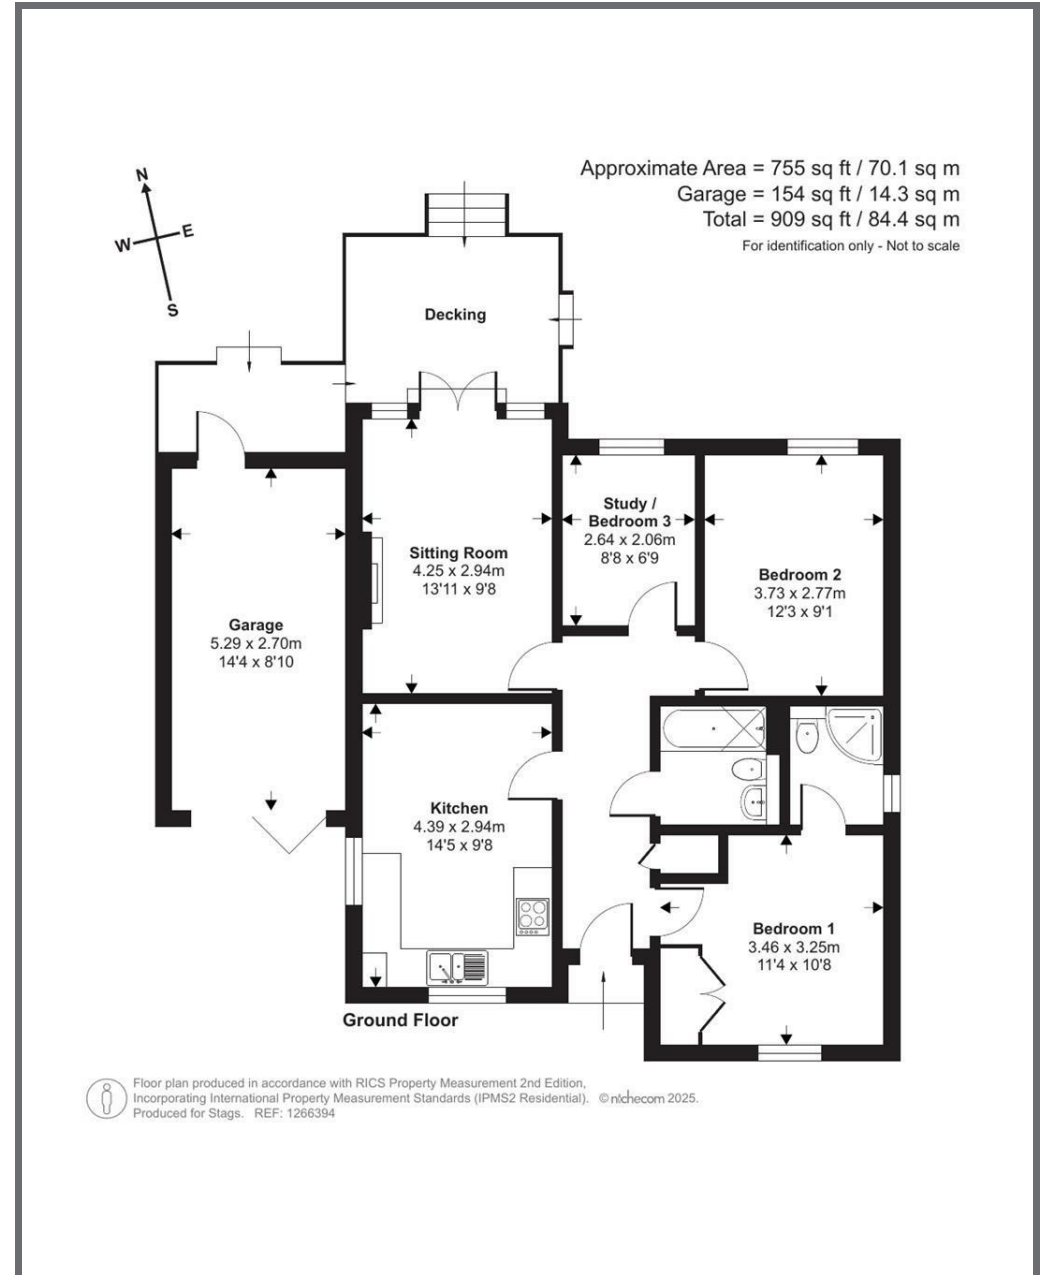 Approximate Area = 755 sq ft / 70.1 sq m
Garage = 154 sq ft / 14.3 sq m
Total = 909 sq ft / 84.4 sq m
For identification only - Not to scale
N
W
E
S
Decking
Sitting Room
4.25 x 2.94m
13'11 x 9'8
Study /
Bedroom 3
2.64 x 2.06m
8'8 x 6'9
Bedroom 2
3.73 x 2.77m
12'3 x 9'1
Garage
5.29 x 2.70m
14'4 x 8'10
Kitchen
4.39 x 2.94m
14'5 x 9'8
Bedroom 1
3.46 x 3.25m
11'4 x 10'8
Ground Floor
Floor plan produced in accordance with RICS Property Measurement 2nd Edition,
Incorporating International Property Measurement Standards (IPMS2 Residential). © nichecom 2025.
Produced for Stags. REF: 1266394